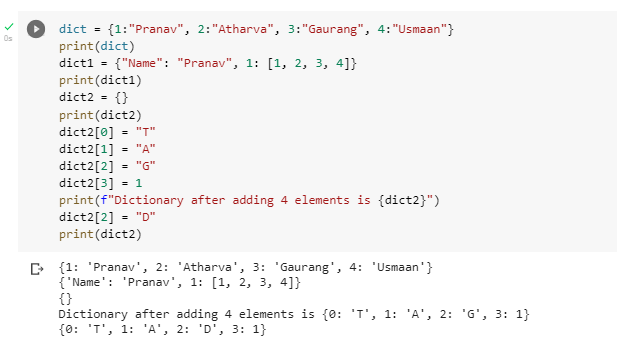 dict = {1:"Pranav", 2:"Atharva", 3:"Gaurang", 4:"Usmaan"}
0s
print(dict)
dict1 = {"Name": "Pranav", 1: [1, 2, 3, 4]}
print(dict1)
dict2 = {}
print(dict2)
dict2[0] = "T"
dict2[1] = "A"
dict2[2] = "G"
dict2[3] = 1
print(f"Dictionary after adding 4 elements is {dict2}")
dict2[2] = "D"
print(dict2)
{1: 'Pranav', 2: 'Atharva', 3: 'Gaurang', 4: 'Usmaan'}
{'Name': 'Pranav', 1: [1, 2, 3, 4]}
{}
Dictionary after adding 4 elements is {0: 'T', 1: 'A', 2: 'G', 3: 1}
{0: 'T', 1: 'A', 2: 'D', 3: 1}